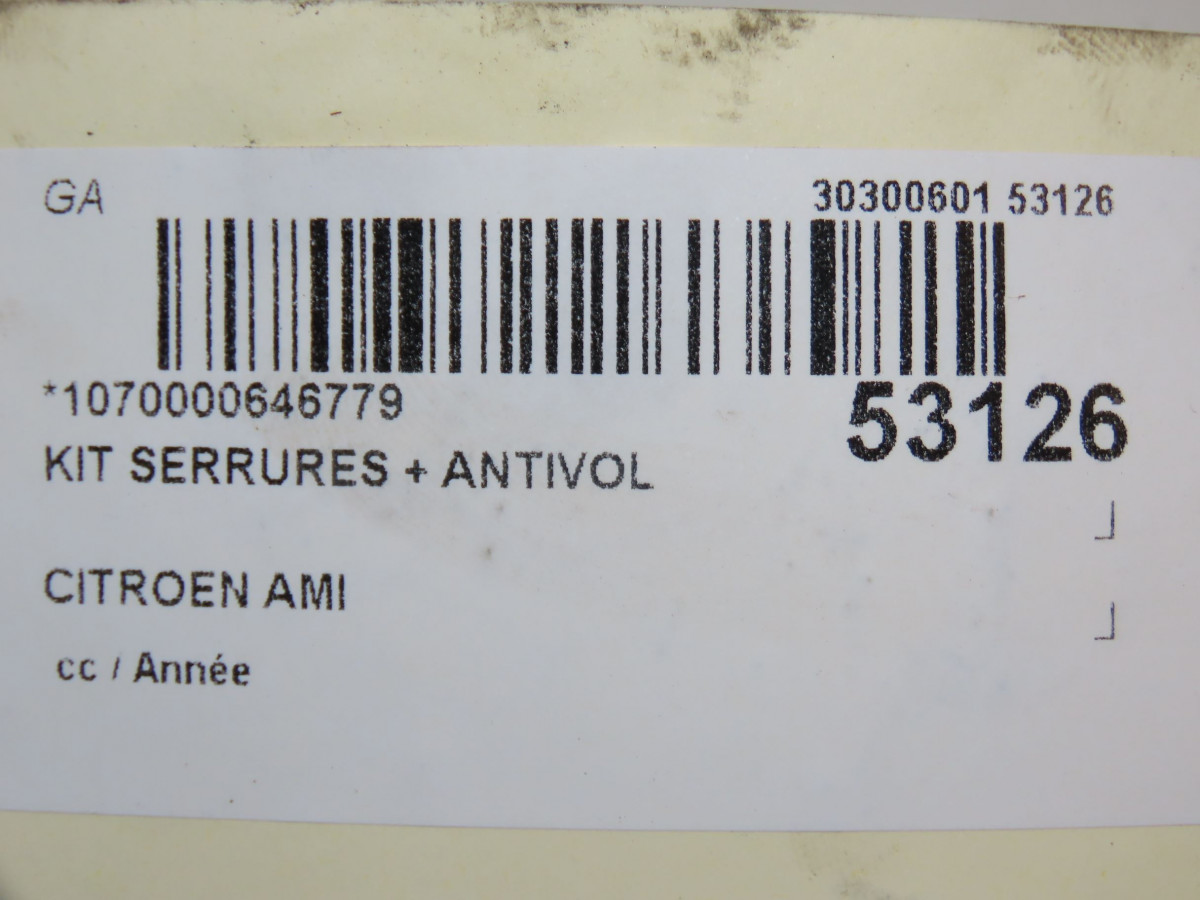 GA
30300601 53126
*1070000646779
53126
KIT SERRURES + ANTIVOL
CITROEN AMI
cc / Année